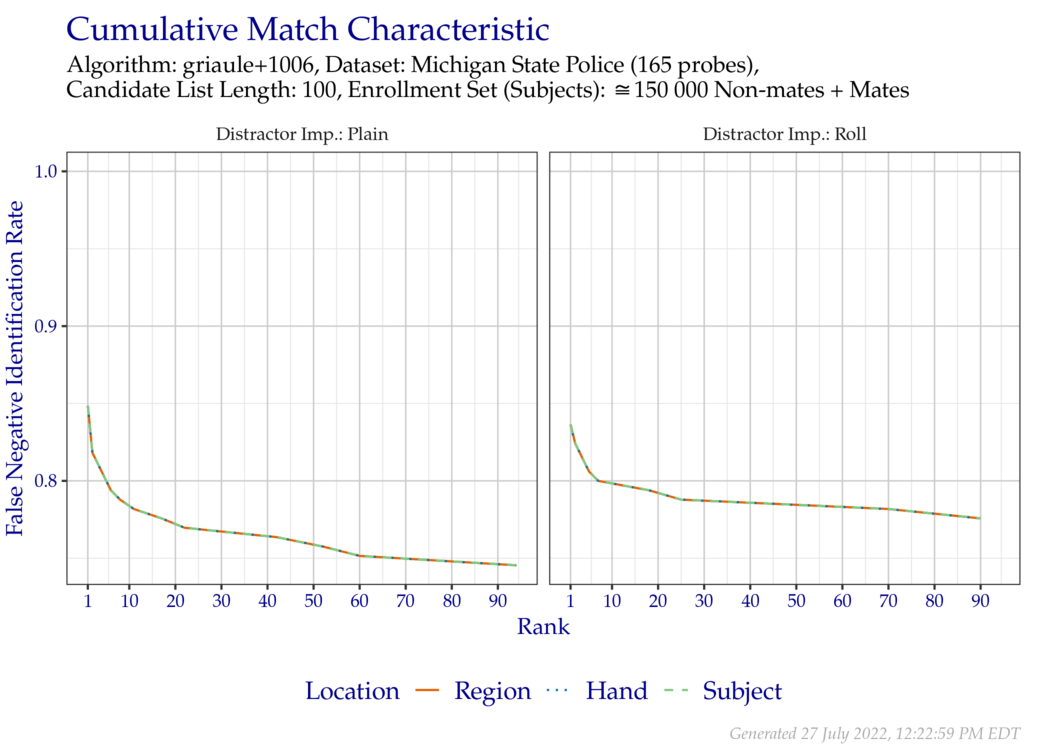 Cumulative Match Characteristic
Algorithm: griaule+1006, Dataset: Michigan State Police (165 probes),
Candidate List Length: 100, Enrollment Set (Subjects): ≅150 000 Non-mates + Mates
Distractor Imp.: Plain
Distractor Imp.: Roll
False Negative Identification Rate
1.0
0.9
0.8
1 10 20 30 40 50 60 70 80 90
1 10 20 30 40 50 60 70 80 90
Rank
Location Region Hand Subject
Generated 27 July 2022, 12:22:59 PM EDT